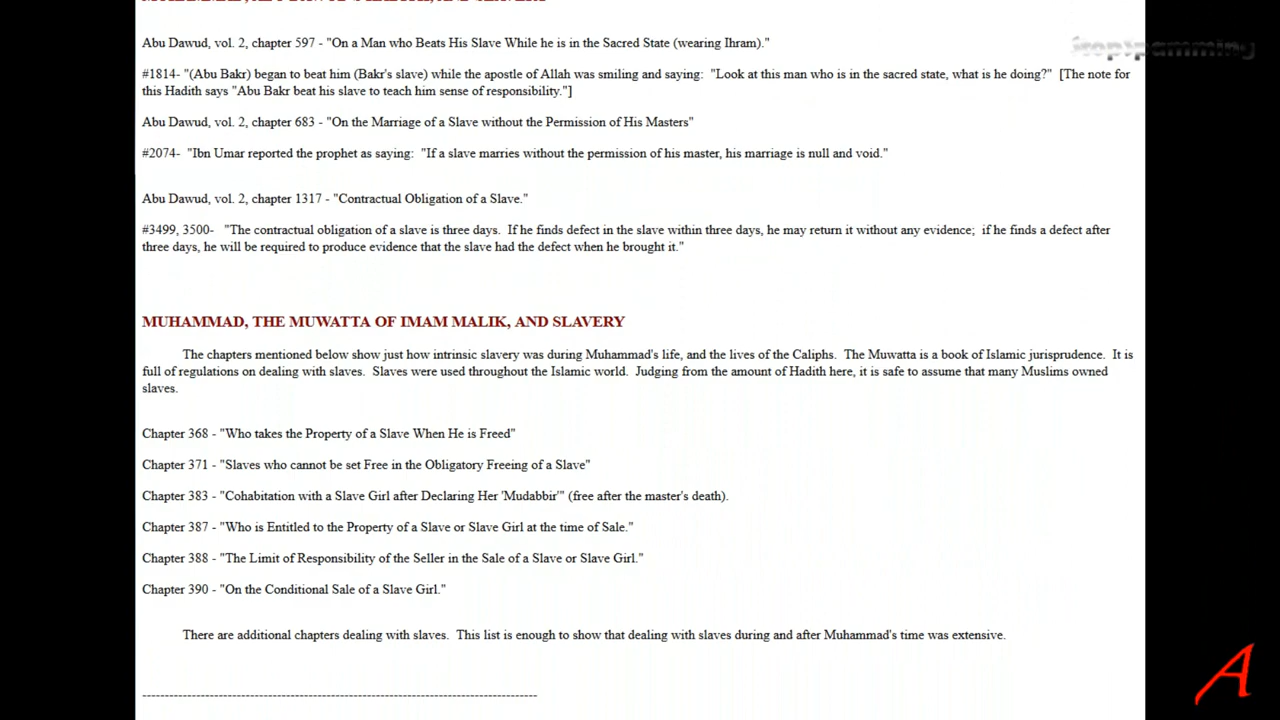 Abu Dawud, vol. 2, chapter 597 - "On a Man who Beats His Slave While he is in the Sacred State (wearing Ihram)."
#1814- "(Abu Bakr) began to beat him (Bakr's slave) while the apostle of Allah was smiling and saying: "Look at this man who is in the sacred state, what is he doing?" [The note for
this Hadith says "Abu Bakr beat his slave to teach him sense of responsibility."]
Abu Dawud, vol. 2, chapter 683 - "On the Marriage of a Slave without the Permission of His Masters"
#2074- "Ibn Umar reported the prophet as saying: "If a slave marries without the permission of his master, his marriage is null and void."
Abu Dawud, vol. 2, chapter 1317 - "Contractual Obligation of a Slave."
#3499, 3500- "The contractual obligation of a slave is three days. If he finds defect in the slave within three days, he may return it without any evidence; if he finds a defect after
three days, he will be required to produce evidence that the slave had the defect when he brought it."
MUHAMMAD, THE MUWATTA OF IMAM MALIK, AND SLAVERY
The chapters mentioned below show just how intrinsic slavery was during Muhammad's life, and the lives of the Caliphs. The Muwatta is a book of Islamic jurisprudence. It is
full of regulations on dealing with slaves. Slaves were used throughout the Islamic world. Judging from the amount of Hadith here, it is safe to assume that many Muslims owned
slaves.
Chapter 368 - "Who takes the Property of a Slave When He is Freed"
Chapter 371 - "Slaves who cannot be set Free in the Obligatory Freeing of a Slave"
Chapter 383 - "Cohabitation with a Slave Girl after Declaring Her 'Mudabbir'" (free after the master's death).
Chapter 387 - "Who is Entitled to the Property of a Slave or Slave Girl at the time of Sale."
Chapter 388 - "The Limit of Responsibility of the Seller in the Sale of a Slave or Slave Girl."
Chapter 390 - "On the Conditional Sale of a Slave Girl."
There are additional chapters dealing with slaves. This list is enough to show that dealing with slaves during and after Muhammad's time was extensive.
-----------------------------------------------------------------------------------------
A